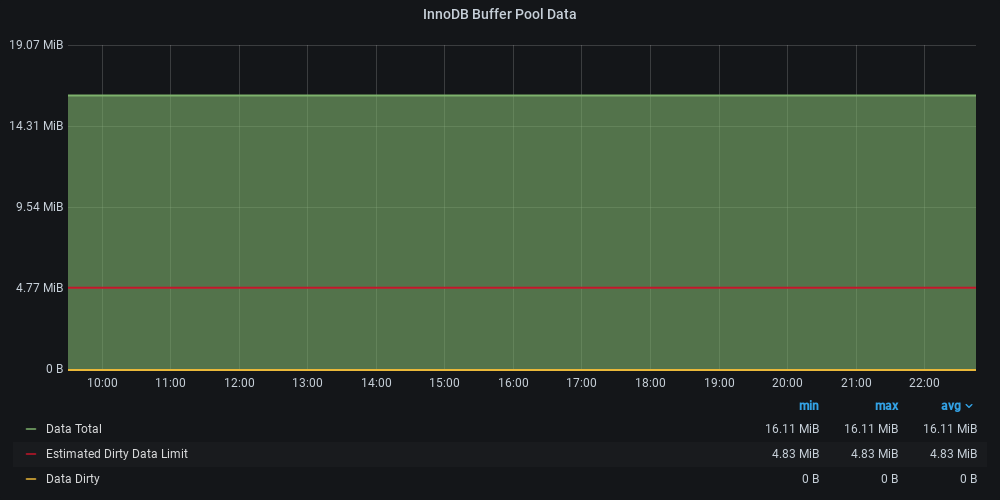 InnoDB Buffer Pool Data
19.07 MiB
14.31 MiB
9.54 MiB
4.77 MiB
0 B
10:00 11:00 12:00 13:00 14:00 15:00 16:00 17:00 18:00 19:00 20:00 21:00 22:00
min max avg
Data Total 16.11 MiB 16.11 MiB 16.11 MiB
Estimated Dirty Data Limit 4.83 MiB 4.83 MiB 4.83 MiB
Data Dirty 0 B 0 B 0 B